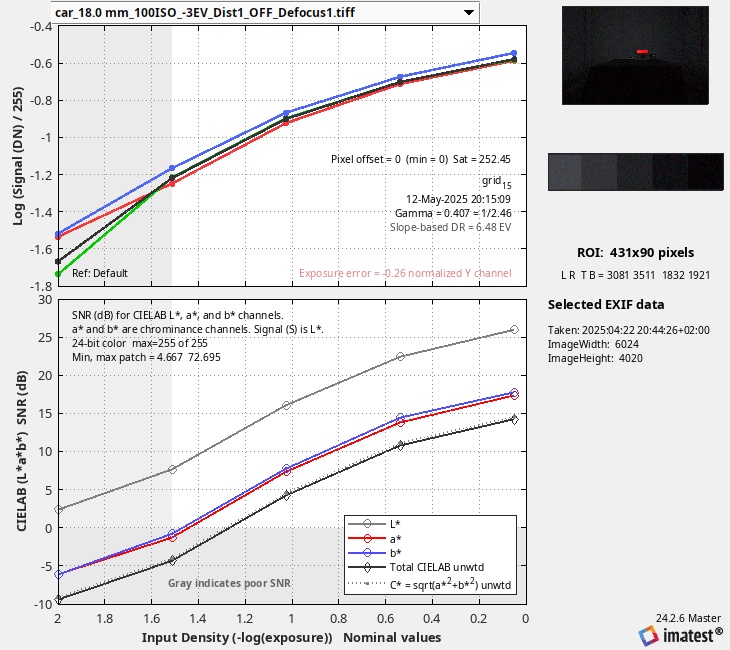 car_18.0 mm_100ISO_-3EV_Dist1_OFF_Defocus1.tiff
-0.4
-0.6
-0.8
-1
-1.2
-1.4
-1.6
-1.8
Log (Signal (DN) / 255)
Pixel offset = 0 (min = 0) Sat = 252.45
grid15
12-May-2025 20:15:09
Gamma = 0.407 = 1/2.46
Slope-based DR = 6.48 EV
Ref: Default
Exposure error = -0.26 normalized Y channel
ROI: 431x90 pixels
L R T B = 3081 3511 1832 1921
Selected EXIF data
Taken: 2025:04:22 20:44:26+02:00
ImageWidth: 6024
ImageHeight: 4020
30
25
20
15
10
5
0
-5
-10
CIELAB (L*a*b*) SNR (dB)
SNR (dB) for CIELAB L*, a*, and b* channels.
a* and b* are chrominance channels. Signal (S) is L*.
24-bit color max=255 of 255
Min, max patch = 4.667 72.695
L*
a*
b*
Total CIELAB unwtd
C* = sqrt(a*2+b*2) unwtd
Gray indicates poor SNR
2 1.8 1.6 1.4 1.2 1 0.8 0.6 0.4 0.2 0
Input Density (-log(exposure)) Nominal values
24.2.6 Master
imatest®